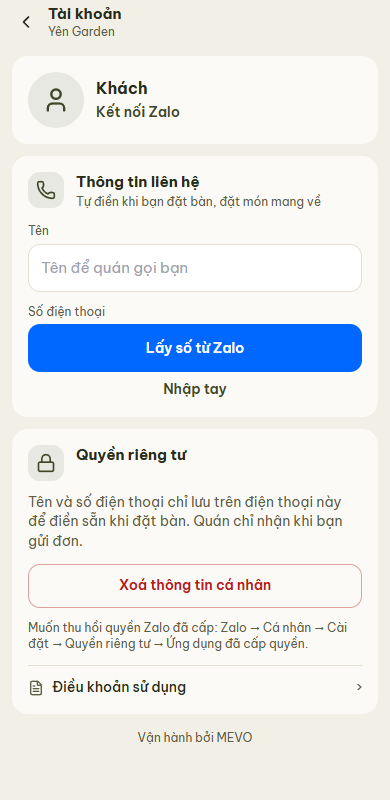 Tài khoản
Yên Garden
Khách
Kết nối Zalo
Thông tin liên hệ
Tự điền khi bạn đặt bàn, đặt món mang về
Tên
Tên để quán gọi bạn
Số điện thoại
Lấy số từ Zalo
Nhập tay
Quyền riêng tư
Tên và số điện thoại chỉ lưu trên điện thoại này
để điền sẵn khi đặt bàn. Quán chỉ nhận khi bạn
gửi đơn.
Xoá thông tin cá nhân
Muốn thu hồi quyền Zalo đã cấp: Zalo → Cá nhân → Cài
đặt → Quyền riêng tư → Ứng dụng đã cấp quyền.
Điều khoản sử dụng
Vận hành bởi MEVO